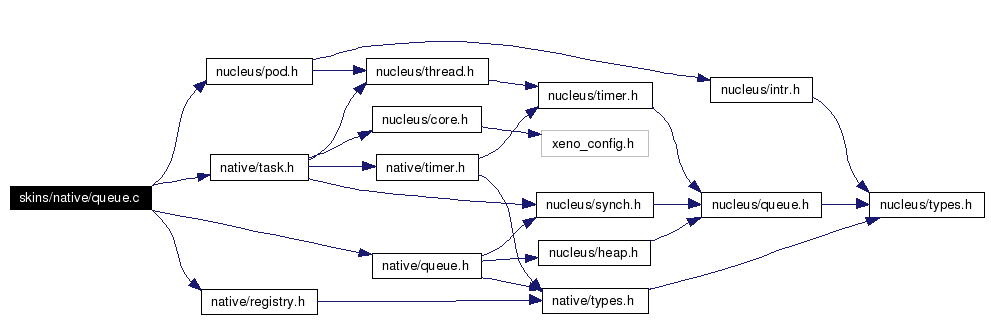 skins/native/queue.c
nucleus/pod.h
native/task.h
native/registry.h
nucleus/thread.h
nucleus/core.h
native/timer.h
native/queue.h
nucleus/timer.h
xeno_config.h
nucleus/synch.h
nucleus/heap.h
native/types.h
nucleus/intr.h
nucleus/queue.h
nucleus/types.h